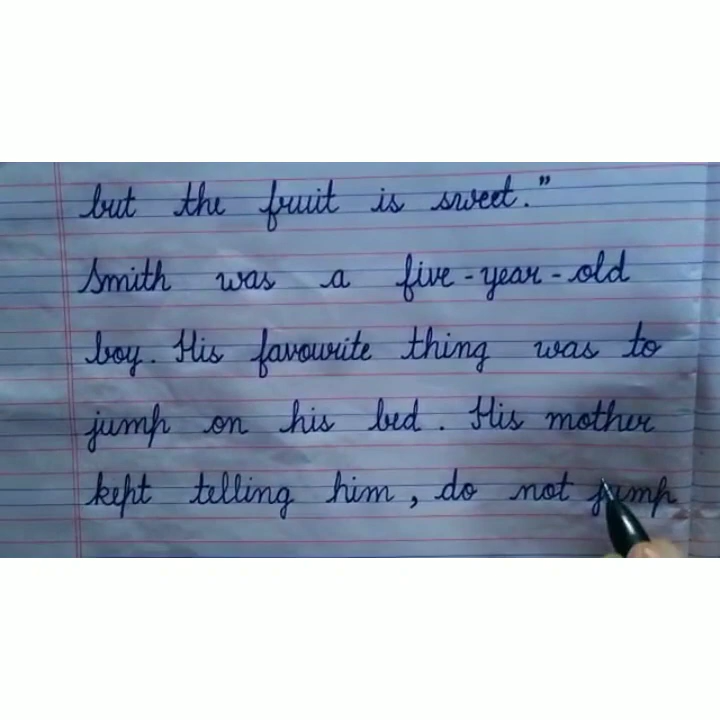 but the fruit is sweet.”
Smith was a five-year-old
boy. His favourite thing was to
jump on his bed. His mother
kept telling him, do not jump